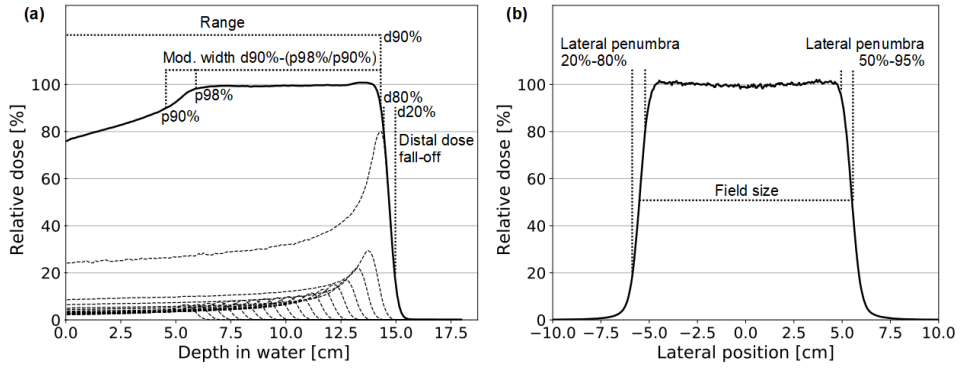 (a)
Range
d90%
Mod. width d90%-(p98%/p90%)
p98%
p90%
d80%
d20%
Distal dose
fall-off
Relative dose [%]
100
80
60
40
20
0
0.0 2.5 5.0 7.5 10.0 12.5 15.0 17.5
Depth in water [cm]
(b)
Lateral penumbra
20%-80%
Lateral penumbra
50%-95%
Field size
Relative dose [%]
100
80
60
40
20
0
−10.0 −7.5 −5.0 −2.5 0.0 2.5 5.0 7.5 10.0
Lateral position [cm]